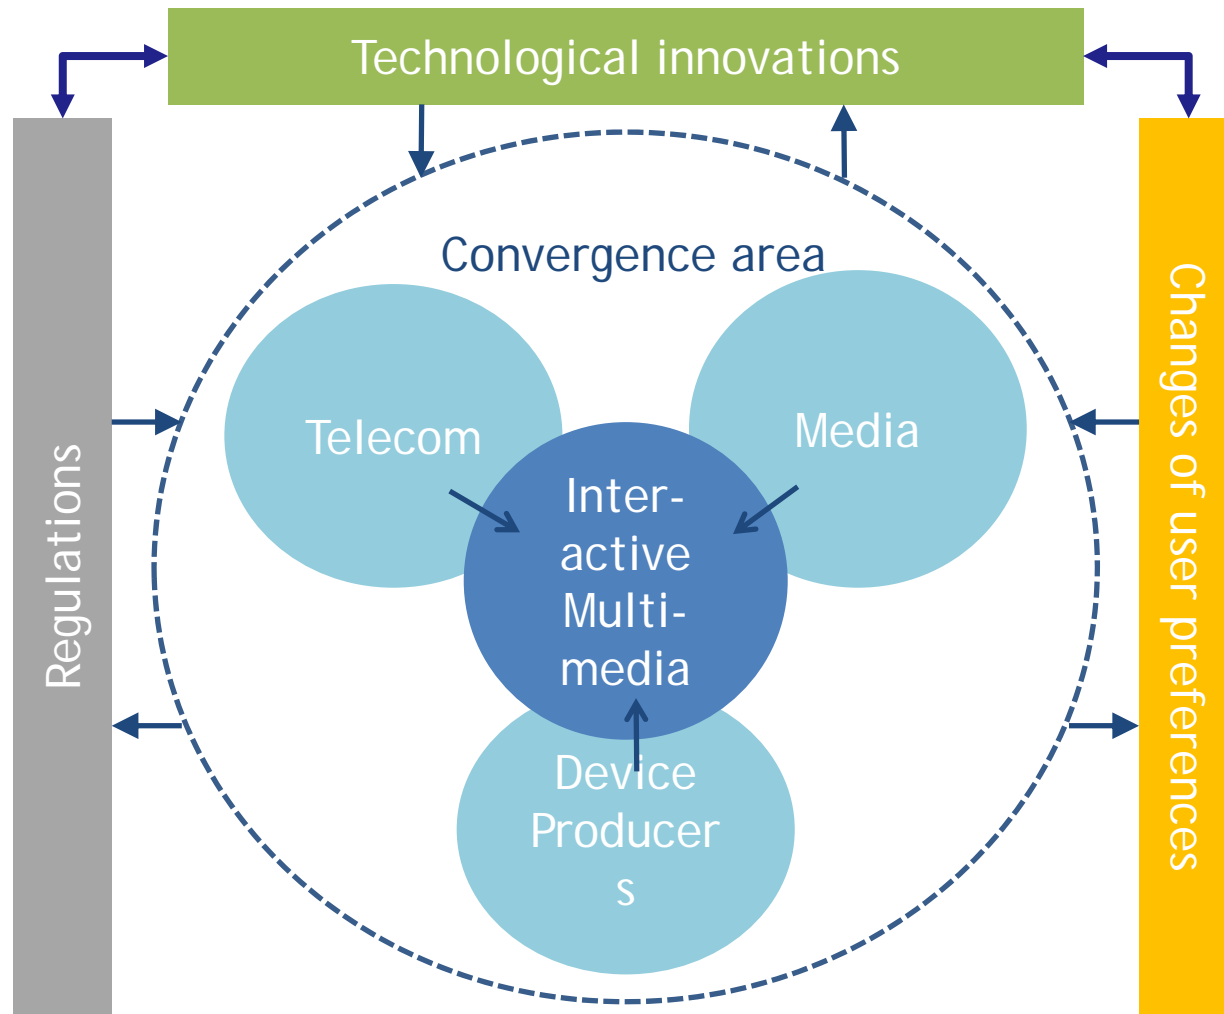 Technological innovations
Convergence area
Regulations
Changes of user preferences
Telecom
Media
Inter-
active
Multi-
media
Device
Producer
s